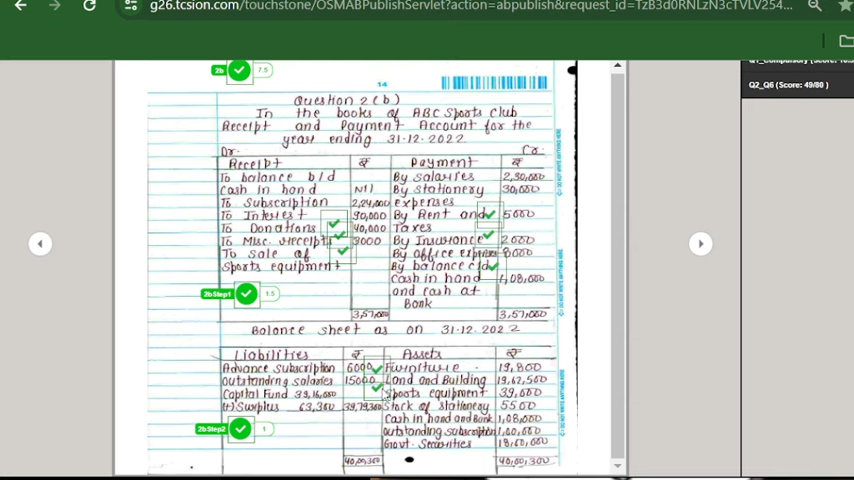 g26.tcsion.com/touchstone/OSMABPublishServlet?action=abpublish&request_id=TzB3d0RNLzN3cTVLV254...
Q2_Q6 (Score: 49/80 )
2b 7.5
14
Question 2 (b)
In the books of ABC Sports Club
Receipt and Payment Account for the
year ending 31-12-2022
Dr. Cr.
Receipt ₹ Payment ₹
To balance b/d By salaries 2,30,000
Cash in hand Nil By stationery 30,000
To Subscription 2,24,000 expenses
To Interest 90,000 By Rent and 5000
To Donations 40,000 Taxes
To Misc. receipts 3000 By Insurance 2000
To sale of By office expenses 8000
Sports equipment By balance c/d
Cash in hand 1,08,000
2bStep1 1.5
and cash at
Bank
3,57,000 3,57,000
Balance sheet as on 31-12-2022
Liabilities ₹ Assets ₹
Advance subscription 6000 Furniture 19,800
Outstanding salaries 15000 Land and Building 19,62,500
Capital Fund 39,16,000 Sports equipment
(+) Surplus 63,300 39,79,300 Stock of stationery 5500
Cash in hand and Bank 1,08,000
2bStep2 1
Outstanding subscription
Govt. Securities
40,00,300 40,00,300